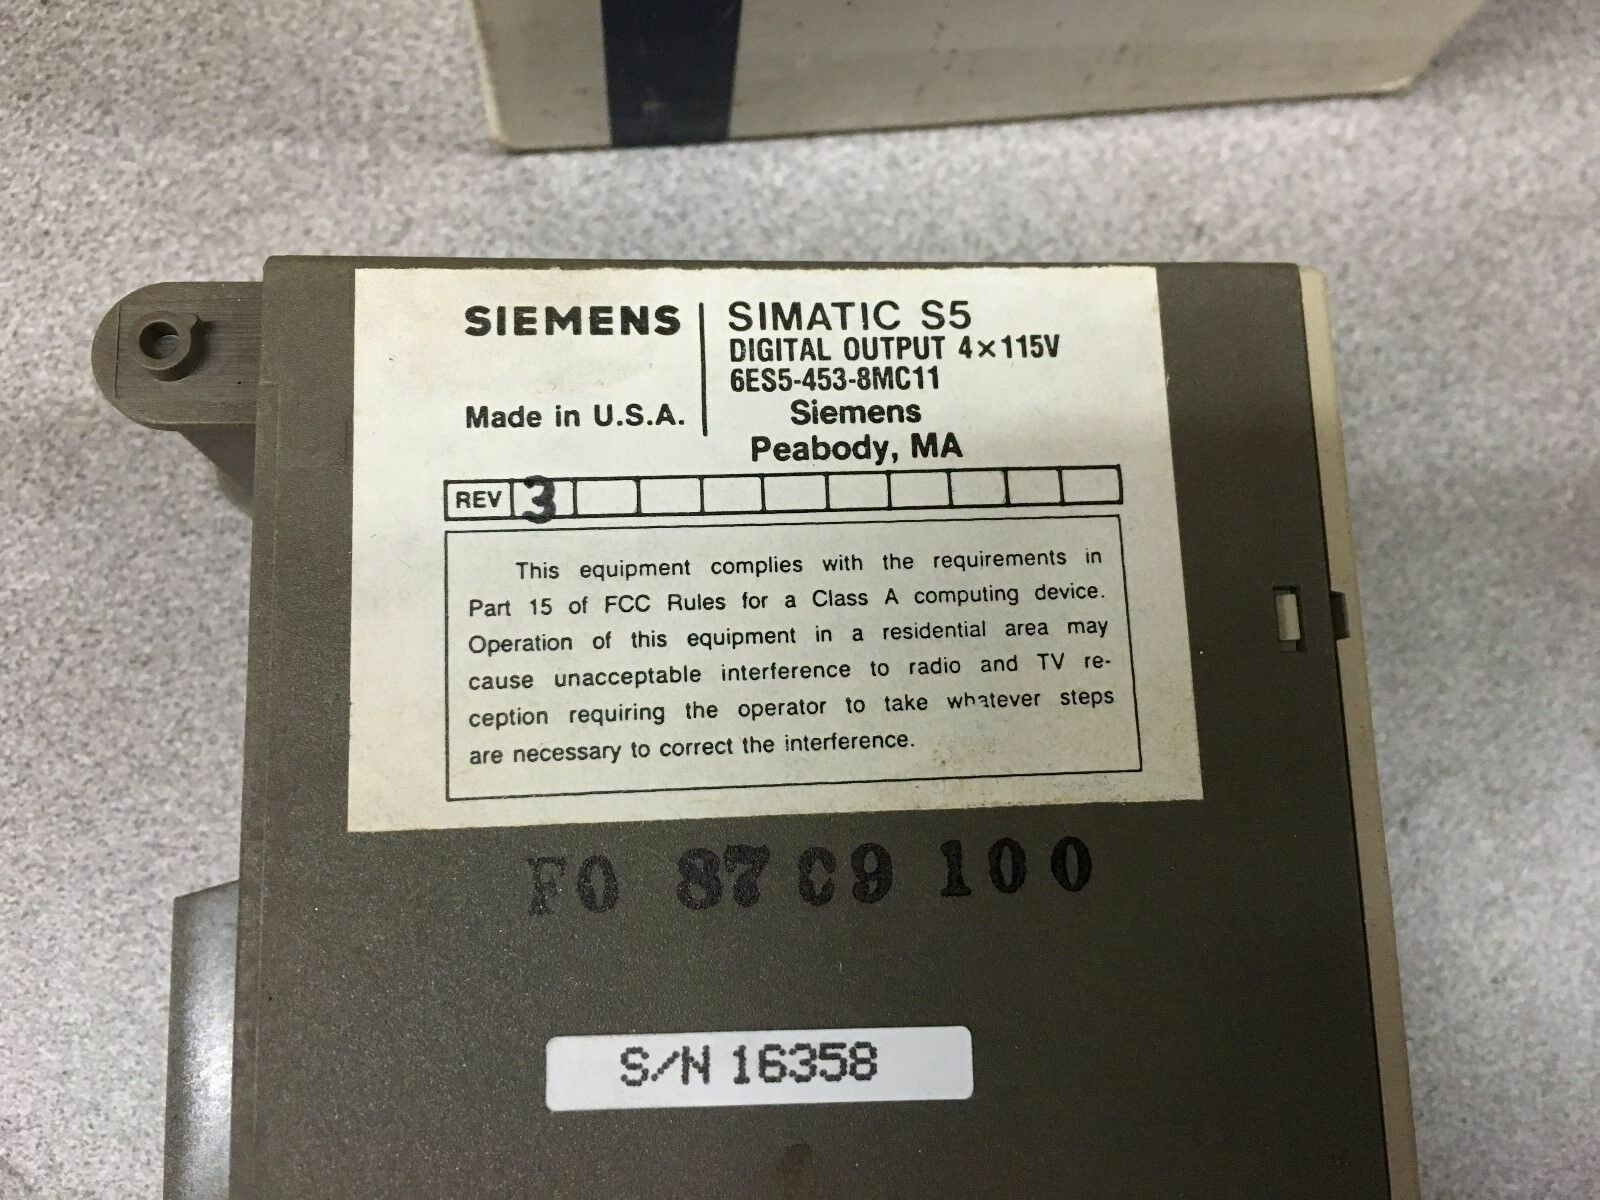 SIEMENS
Made in U.S.A.
SIMATIC S5
DIGITAL OUTPUT 4×115V
6ES5-453-8MC11
Siemens
Peabody, MA
REV 3
This equipment complies with the requirements in
Part 15 of FCC Rules for a Class A computing device.
Operation of this equipment in a residential area may
cause unacceptable interference to radio and TV re-
ception requiring the operator to take whatever steps
are necessary to correct the interference.
F0 87 C9 100
S/N 16358